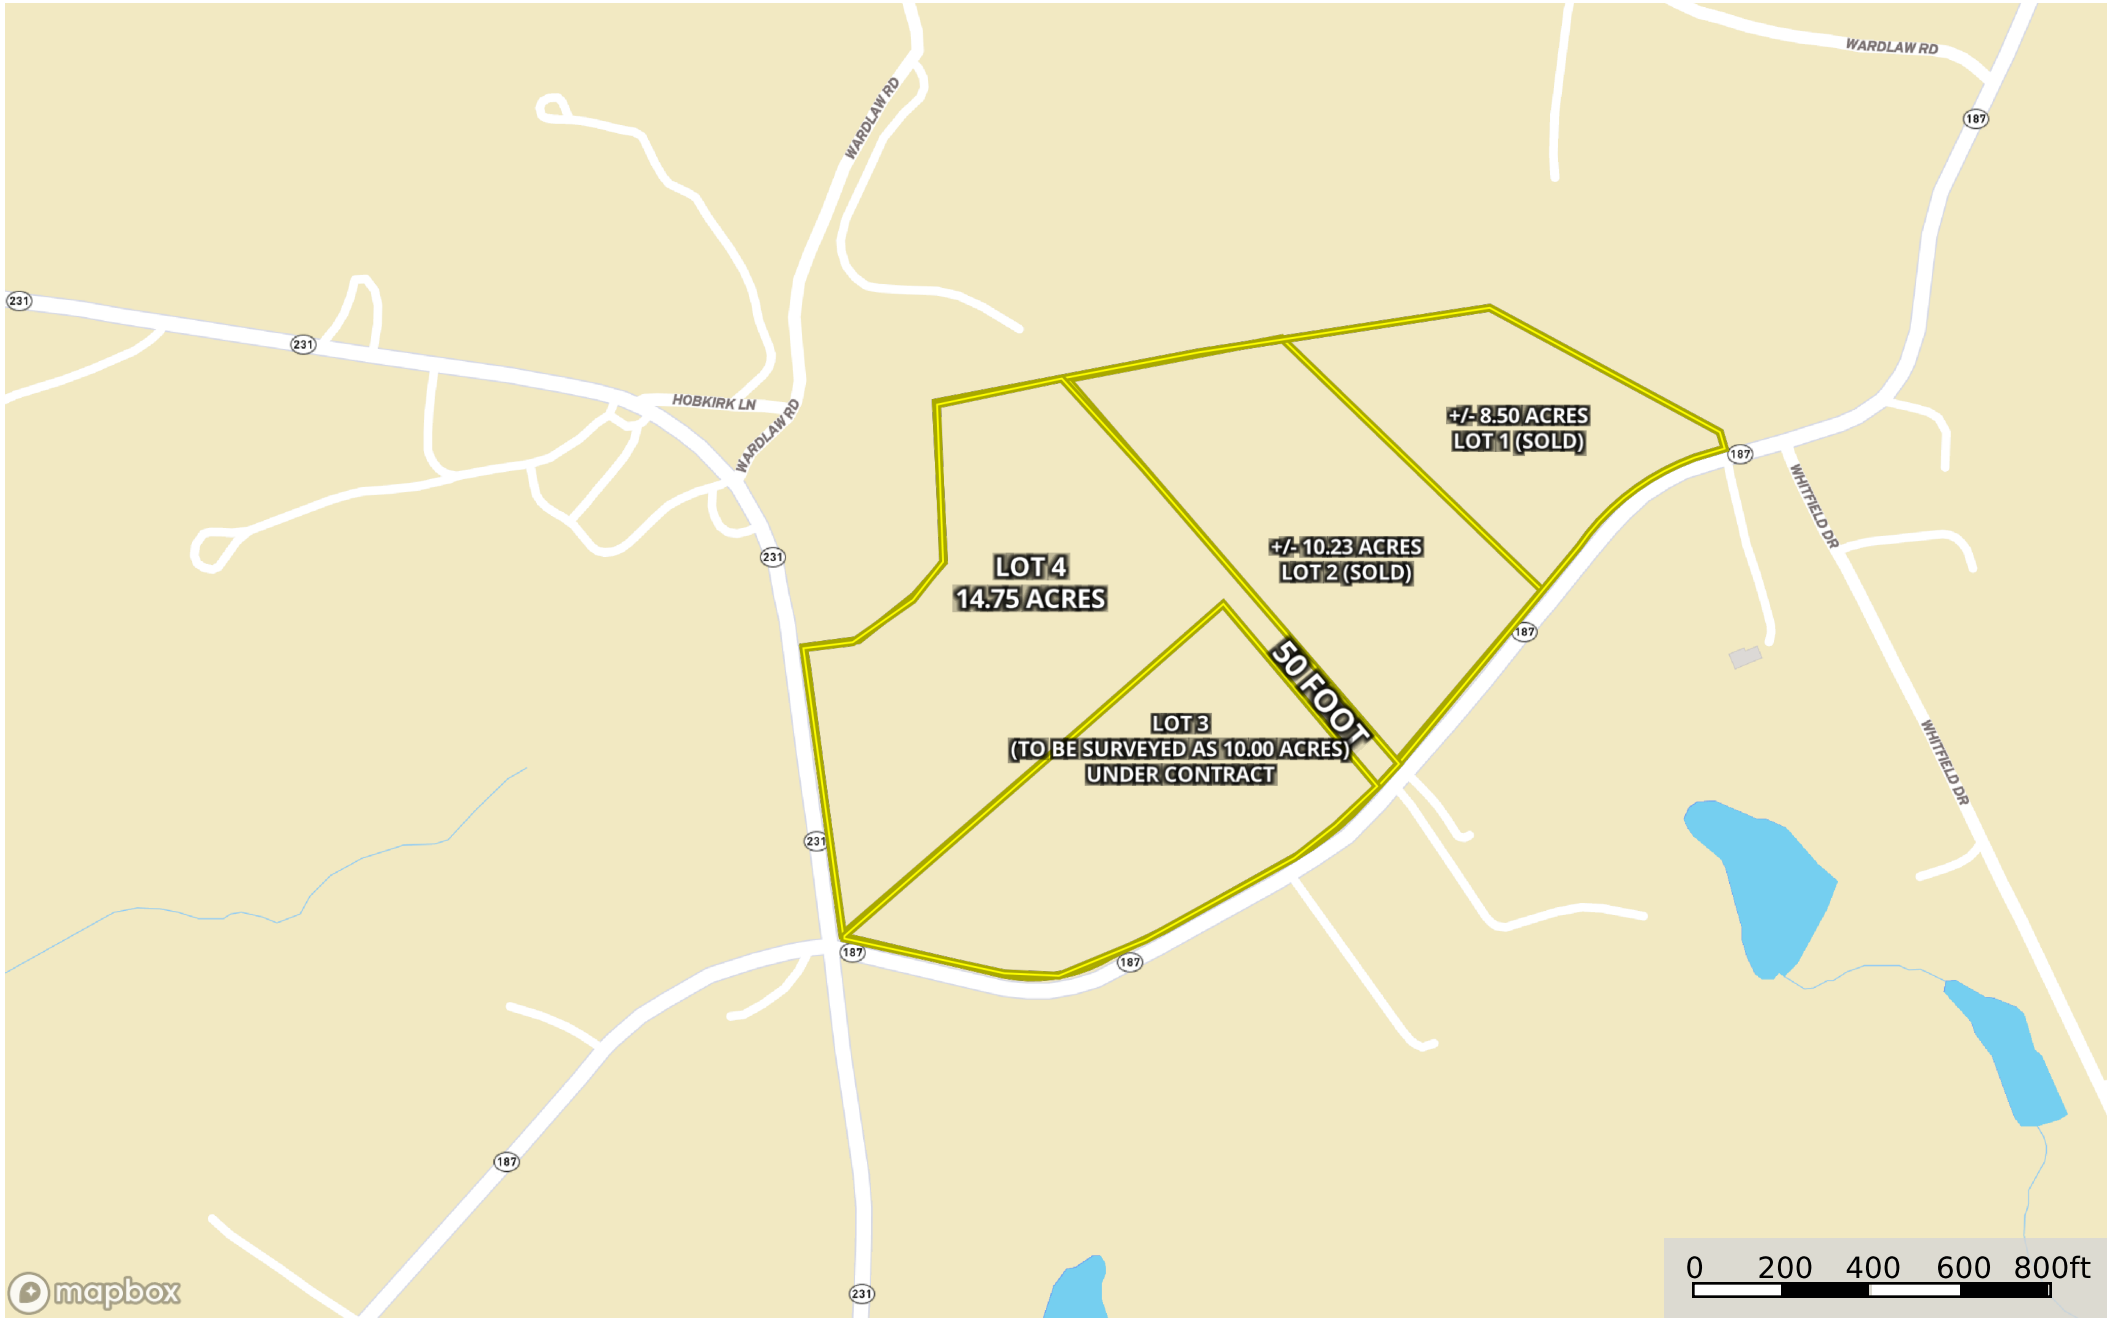 WARDLAW RD
187
WARDLAW RD
231
231
HOBKIRK LN
WARDLAW RD
+/- 8.50 ACRES
LOT 1 (SOLD)
187
WHITFIELD DR
231
LOT 4
14.75 ACRES
+/- 10.23 ACRES
LOT 2 (SOLD)
187
50 FOOT
LOT 3
(TO BE SURVEYED AS 10.00 ACRES)
UNDER CONTRACT
WHITFIELD DR
231
187
187
187
231
mapbox
0 200 400 600 800ft